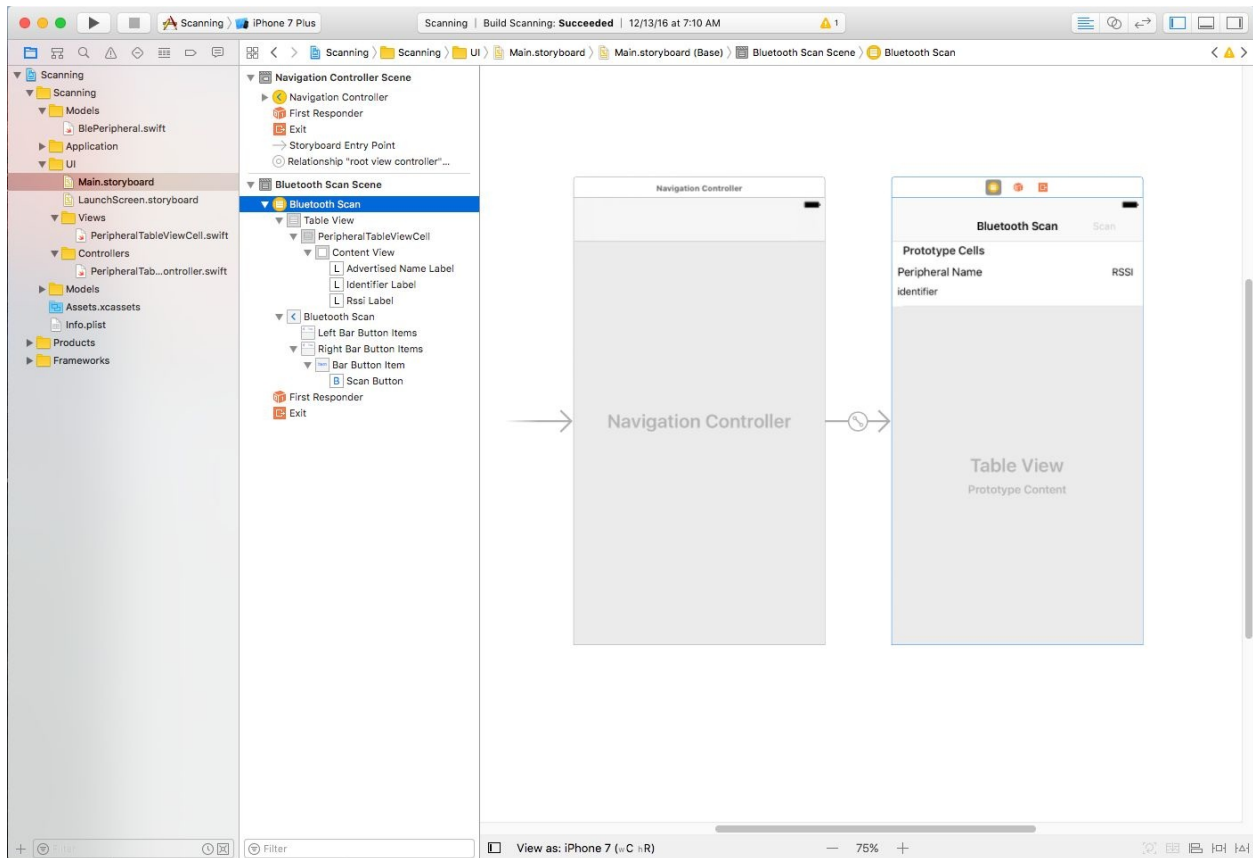 Scanning iPhone 7 Plus
Scanning | Build Scanning: Succeeded | 12/13/16 at 7:10 AM
1
Scanning Scanning UI Main.storyboard Main.storyboard (Base) Bluetooth Scan Scene Bluetooth Scan
Scanning
Scanning
Models
BlePeripheral.swift
Application
UI
Main.storyboard
LaunchScreen.storyboard
Views
PeripheralTableViewCell.swift
Controllers
PeripheralTab...ontroller.swift
Models
Assets.xcassets
Info.plist
Products
Frameworks
Navigation Controller Scene
Navigation Controller
First Responder
Exit
Storyboard Entry Point
Relationship "root view controller"...
Bluetooth Scan Scene
Bluetooth Scan
Table View
PeripheralTableViewCell
Content View
L Advertised Name Label
L Identifier Label
L Rssi Label
Bluetooth Scan
Left Bar Button Items
Right Bar Button Items
Bar Button Item
B Scan Button
First Responder
Exit
Navigation Controller
Navigation Controller
Bluetooth Scan Scan
Prototype Cells
Peripheral Name RSSI
identifier
Table View
Prototype Content
Filter
View as: iPhone 7 (wC hR)
— 75% +